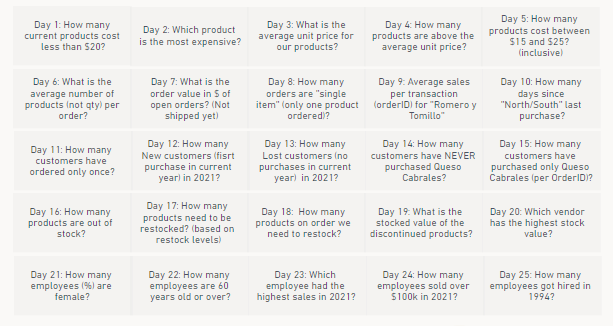 Day 1: How many
current products cost
less than $20?
Day 2: Which product
is the most expensive?
Day 3: What is the
average unit price for
our products?
Day 4: How many
products are above the
average unit price?
Day 5: How many
products cost between
$15 and $25?
(inclusive)
Day 6: What is the
average number of
products (not qty) per
order?
Day 7: What is the
order value in $ of
open orders? (Not
shipped yet)
Day 8: How many
orders are "single
item" (only one product
ordered)?
Day 9: Average sales
per transaction
(orderID) for "Romero y
Tomillo"
Day 10: How many
days since
"North/South" last
purchase?
Day 11: How many
customers have
ordered only once?
Day 12: How many
New customers (fisrt
purchase in current
year) in 2021?
Day 13: How many
Lost customers (no
purchases in current
year) in 2021?
Day 14: How many
customers have NEVER
purchased Queso
Cabrales?
Day 15: How many
customers have
purchased only Queso
Cabrales (per OrderID)?
Day 16: How many
products are out of
stock?
Day 17: How many
products need to be
restocked? (based on
restock levels)
Day 18: How many
products on order we
need to restock?
Day 19: What is the
stocked value of the
discontinued products?
Day 20: Which vendor
has the highest stock
value?
Day 21: How many
employees (%) are
female?
Day 22: How many
employees are 60
years old or over?
Day 23: Which
employee had the
highest sales in 2021?
Day 24: How many
employees sold over
$100k in 2021?
Day 25: How many
employees got hired in
1994?